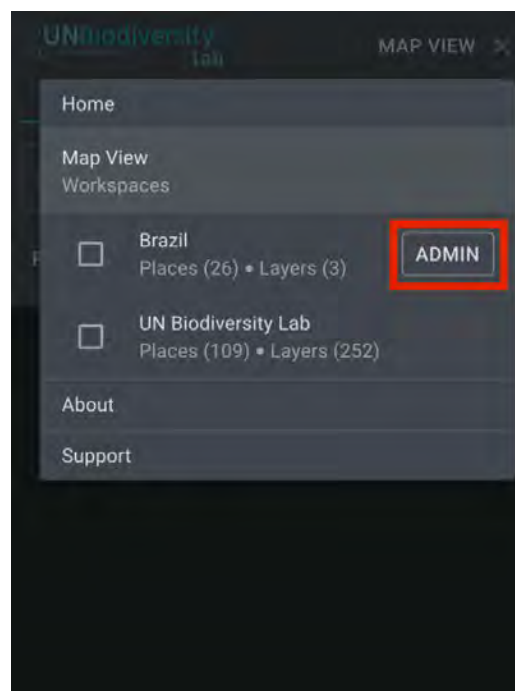 UNBiodiversity
Lab
MAP VIEW
Home
Map View
Workspaces
Brazil
Places (26) • Layers (3)
ADMIN
UN Biodiversity Lab
Places (109) • Layers (252)
About
Support